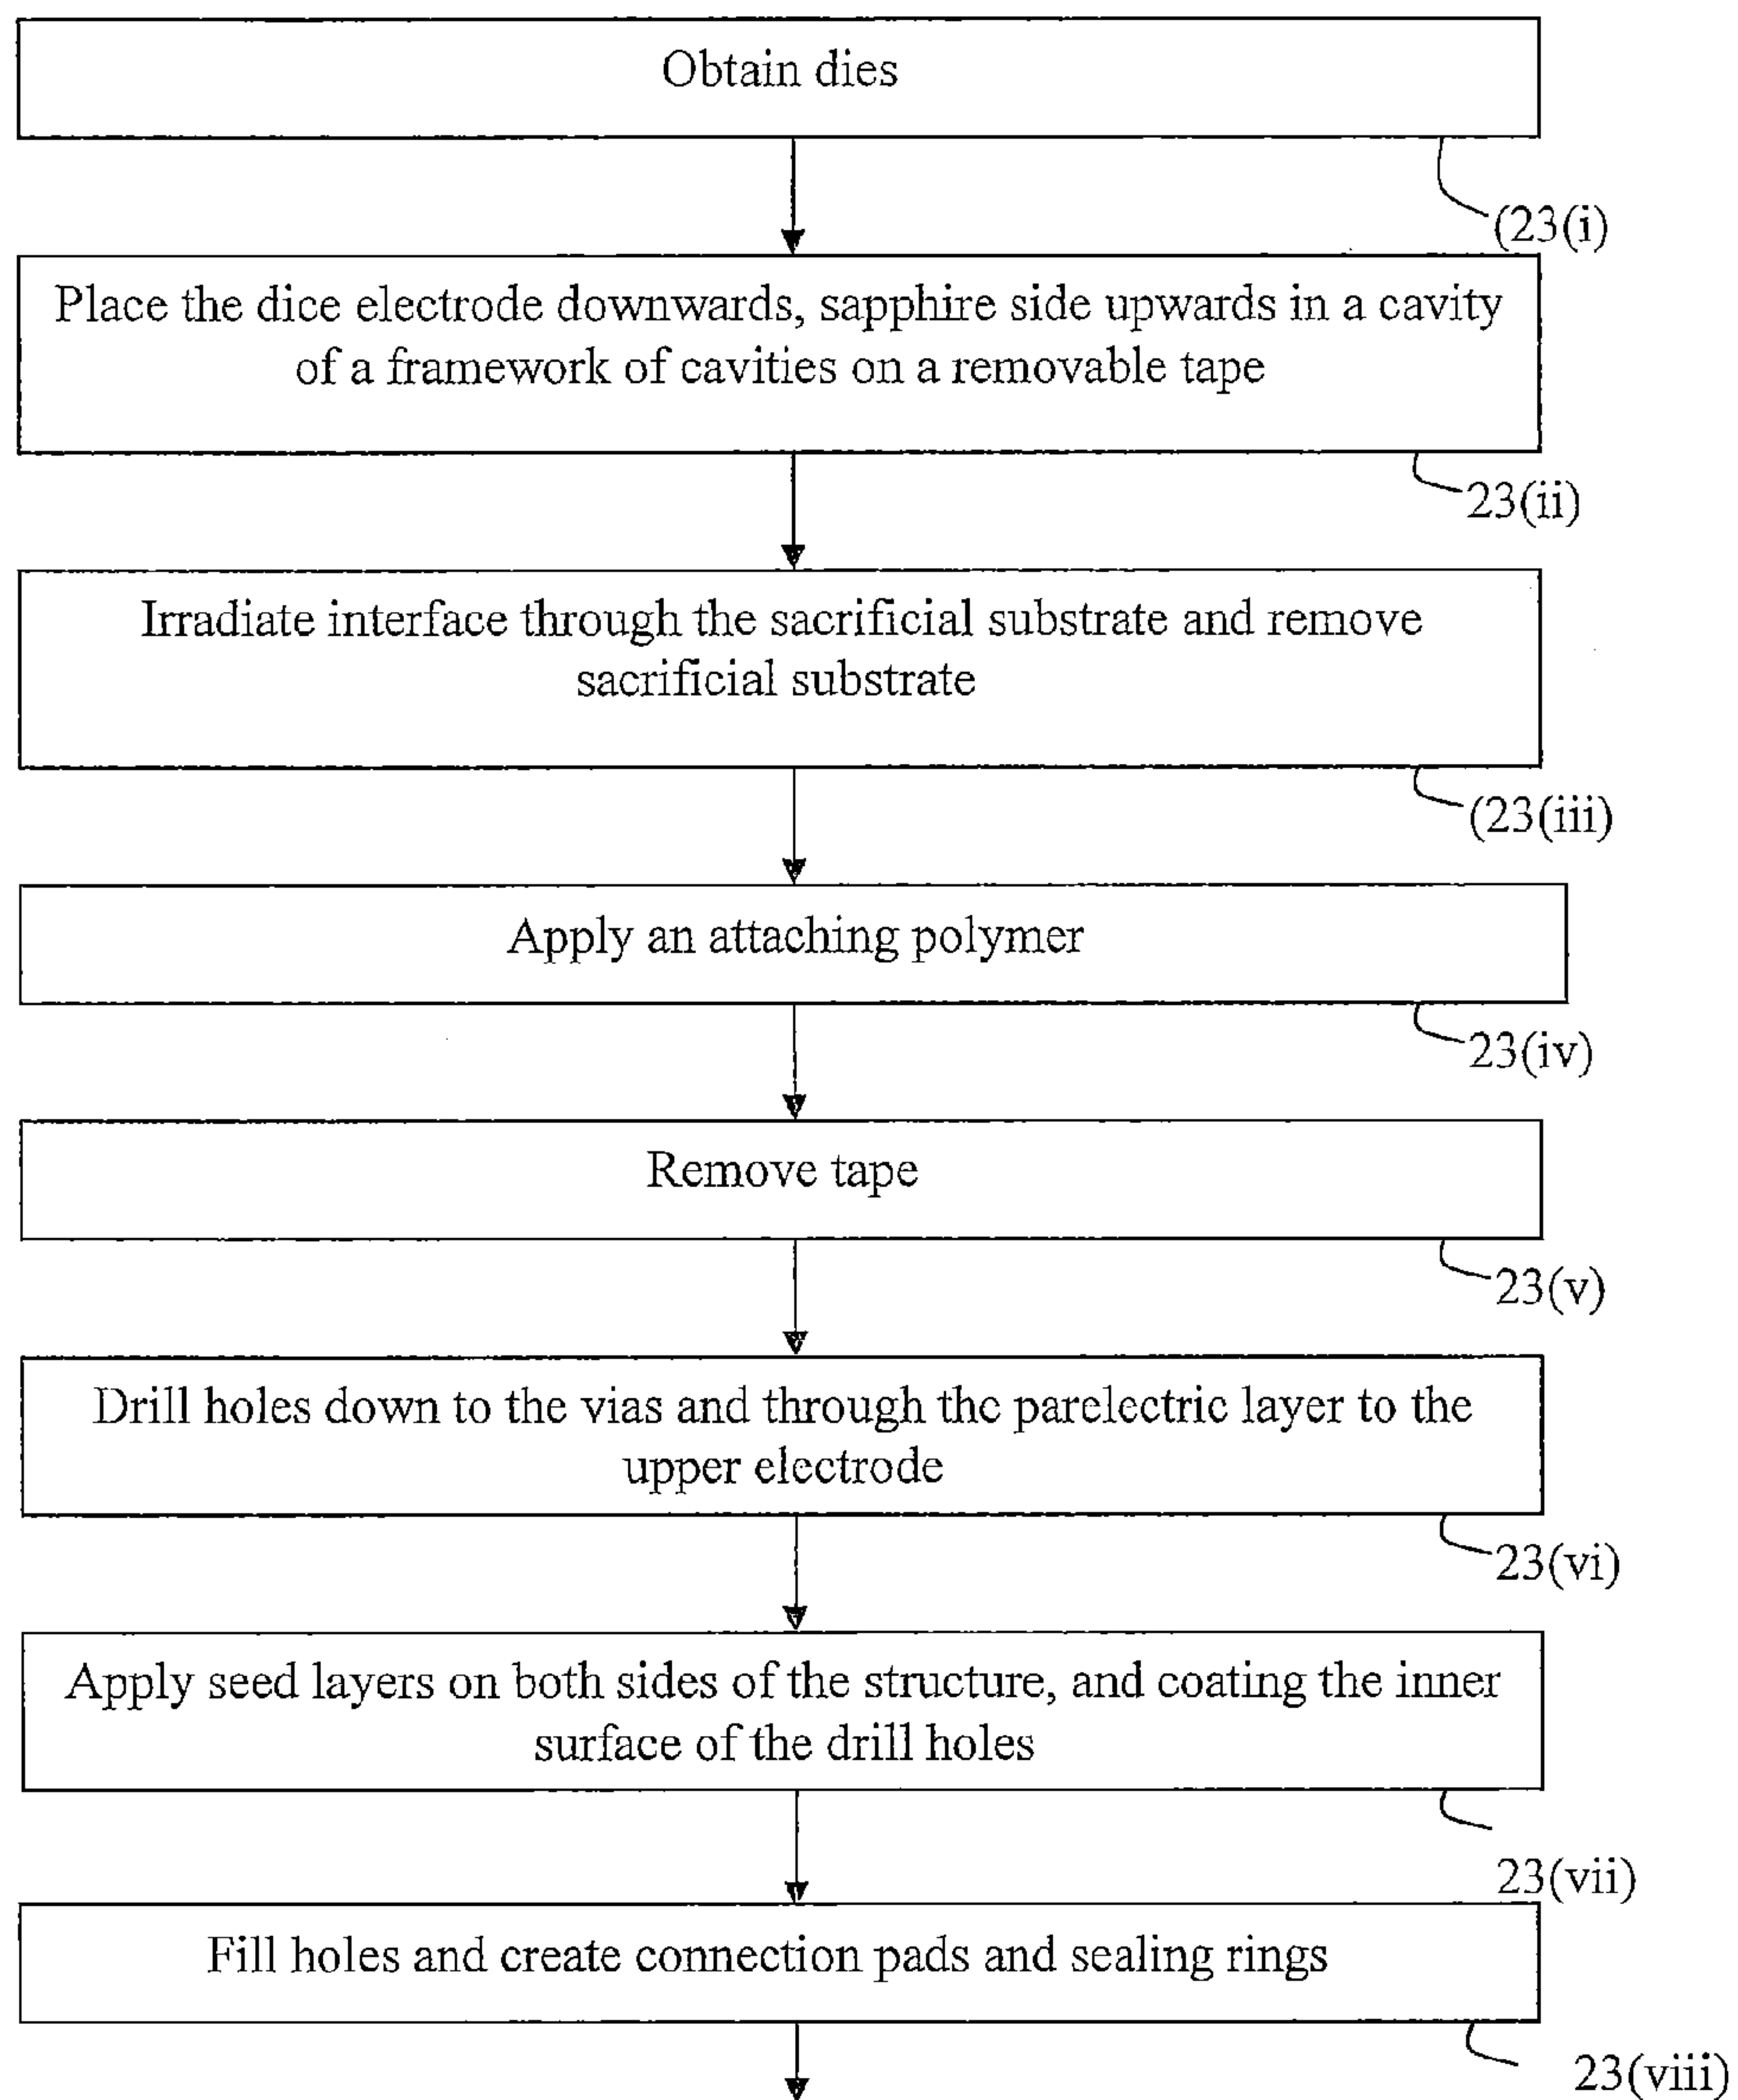 Obtain dies
(23(i)
Place the dice electrode downwards, sapphire side upwards in a cavity
of a framework of cavities on a removable tape
23(ii)
Irradiate interface through the sacrificial substrate and remove
sacrificial substrate
(23(iii)
Apply an attaching polymer
23(iv)
Remove tape
23(v)
Drill holes down to the vias and through the parelectric layer to the
upper electrode
23(vi)
Apply seed layers on both sides of the structure, and coating the inner
surface of the drill holes
23(vii)
Fill holes and create connection pads and sealing rings
23(viii)